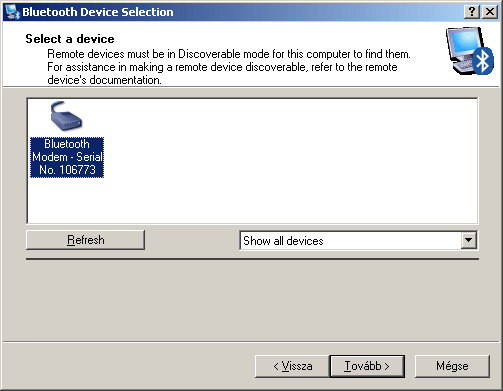 Bluetooth Device Selection
Select a device
Remote devices must be in Discoverable mode for this computer to find them.
For assistance in making a remote device discoverable, refer to the remote
device's documentation.
Bluetooth
Modem - Serial
No. 106773
Refresh
Show all devices
< Vissza
Tovább >
Mégse